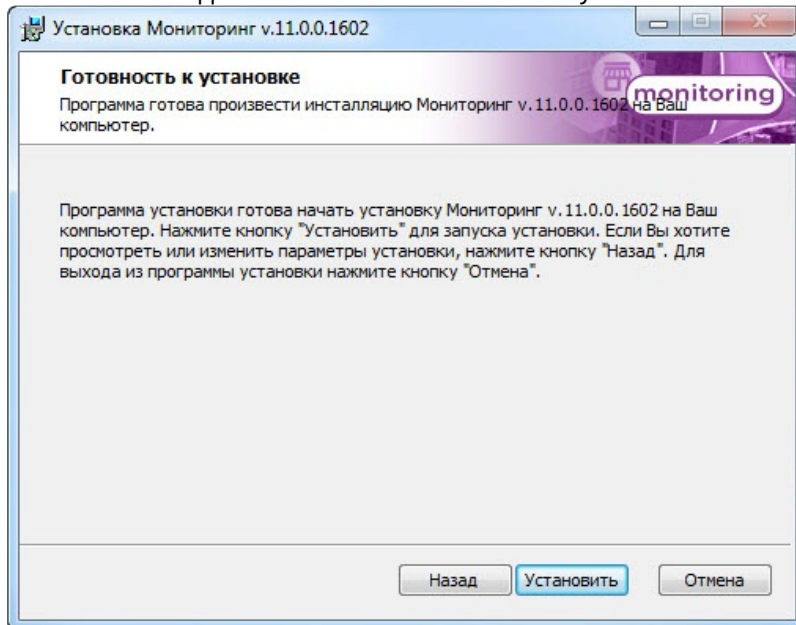 Установка Мониторинг v.11.0.0.1602
Готовность к установке
Программа готова произвести инсталляцию Мониторинг v.11.0.0.1602 на Ваш
компьютер.
monitoring
Программа установки готова начать установку Мониторинг v.11.0.0.1602 на Ваш
компьютер. Нажмите кнопку "Установить" для запуска установки. Если Вы хотите
просмотреть или изменить параметры установки, нажмите кнопку "Назад". Для
выхода из программы установки нажмите кнопку "Отмена".
Назад Установить Отмена